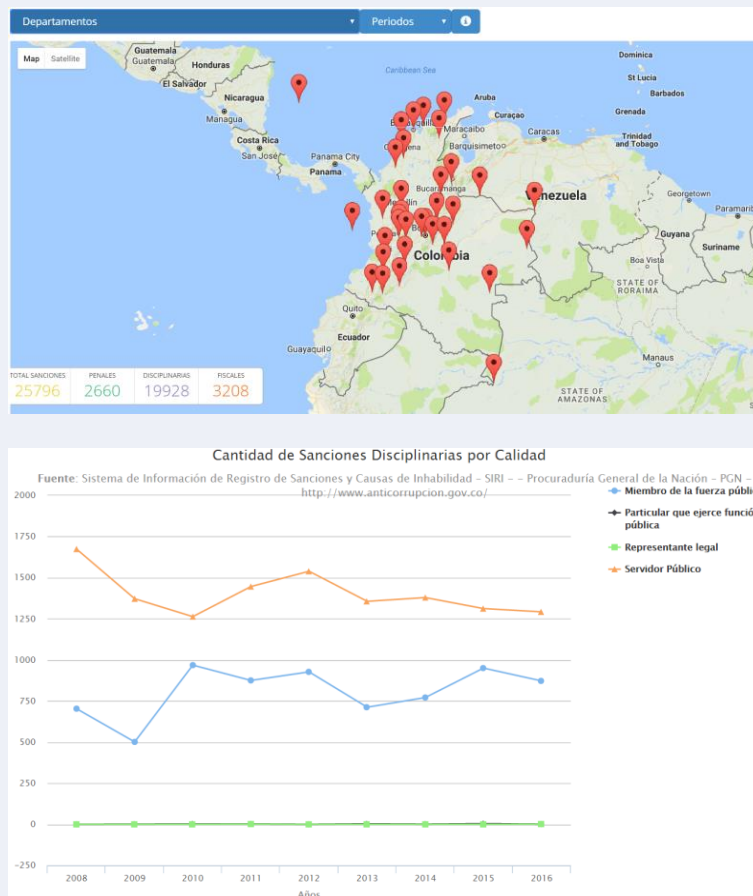 Departamentos
Periodos
Map Satellite
Guatemala
Guatemala
Honduras
El Salvador
Nicaragua
Managua
Costa Rica
San José
Panama City
Panama
Caribbean Sea
Dominica
St Lucia
Barbados
Grenada
Aruba
Curaçao
Trinidad
and Tobago
Maracaibo
Caracas
Barquisimeto
Bucaramanga
Venezuela
Georgetown
Paramarib
Guyana
Suriname
Colombia
Boa Vista
STATE OF
RORAIMA
Quito
Ecuador
Guayaquil
Manaus
STATE OF
AMAZONAS
TOTAL SANCIONES PENALES DISCIPLINARIAS FISCALES
25796 2660 19928 3208
Cantidad de Sanciones Disciplinarias por Calidad
Fuente: Sistema de Información de Registro de Sanciones y Causas de Inhabilidad – SIRI – – Procuraduría General de la Nación – PGN –
http://www.anticorrupcion.gov.co/
Miembro de la fuerza públi
Particular que ejerce funció
pública
Representante legal
Servidor Público
2000
1750
1500
1250
1000
750
500
250
0
-250
2008 2009 2010 2011 2012 2013 2014 2015 2016
Años